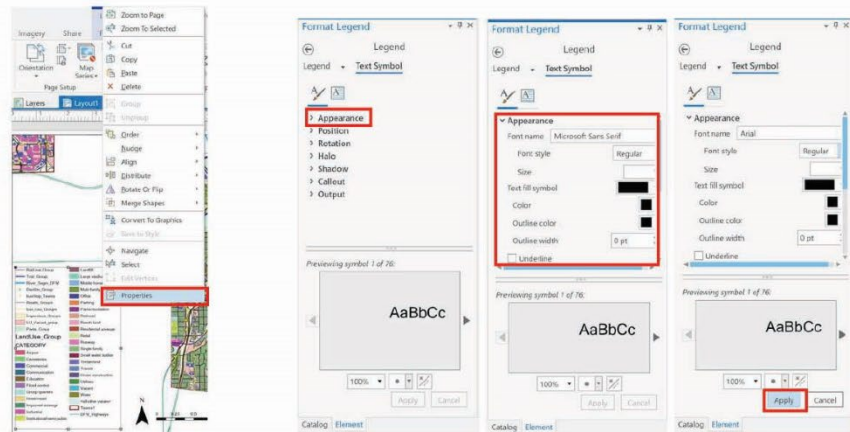 Imagery
Share
Orientation
Map
Series
Page Setup
Layers
Layout1
Zoom to Page
Zoom To Selected
Cut
Copy
Paste
Delete
Group
Ungroup
Order
Nudge
Align
Distribute
Rotate Or Flip
Merge Shapes
Convert To Graphics
Save to Style
Navigate
Select
Edit Vertices
Properties
LandUse_Group
CATEGORY
N
Format Legend
Legend
Legend Text Symbol
Appearance
Position
Rotation
Halo
Shadow
Callout
Output
Previewing symbol 1 of 76:
AaBbCc
100%
Apply Cancel
Catalog Element
Format Legend
Legend
Legend Text Symbol
Appearance
Font name Microsoft Sans Serif
Font style Regular
Size
Text fill symbol
Color
Outline color
Outline width 0 pt
Underline
Previewing symbol 1 of 76:
AaBbCc
100%
Apply Cancel
Catalog Element
Format Legend
Legend
Legend Text Symbol
Appearance
Font name Arial
Font style Regular
Size
Text fill symbol
Color
Outline color
Outline width 0 pt
Underline
Previewing symbol 1 of 76:
AaBbCc
100%
Apply Cancel
Catalog Element